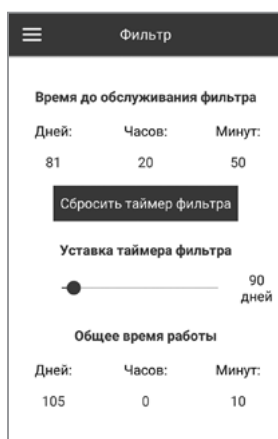 Фильтр
Время до обслуживания фильтра
Дней: Часов: Минут:
81 20 50
Сбросить таймер фильтра
Уставка таймера фильтра
90
дней
Общее время работы
Дней: Часов: Минут:
105 0 10